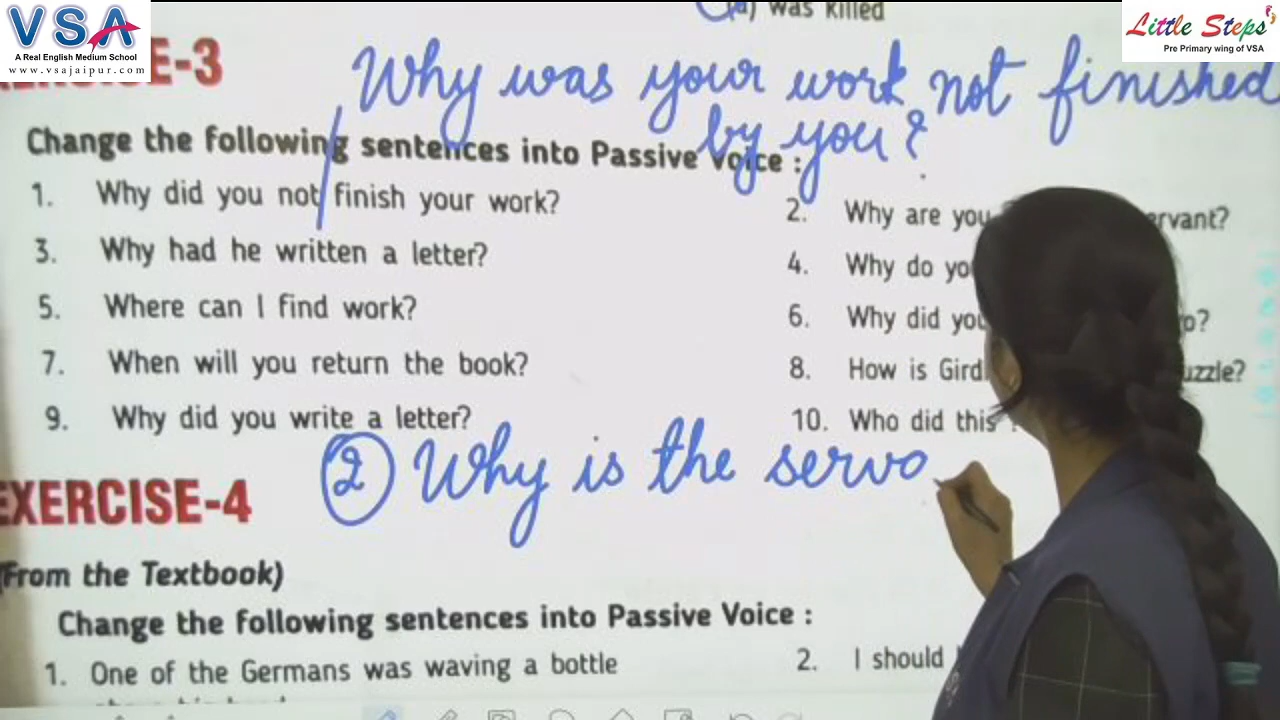 VSA
A Real English Medium School
www.vsajaipur.com
Little Steps
Pre Primary wing of VSA
was killed
-3
Why was your work not finished
by you?
Change the following sentences into Passive Voice :
1. Why did you not finish your work?
2. Why are you ervant?
3. Why had he written a letter?
4. Why do yo
5. Where can I find work?
6. Why did you o?
7. When will you return the book?
8. How is Gird uzzle?
9. Why did you write a letter?
10. Who did this ?
② Why is the serva
EXERCISE-4
(From the Textbook)
Change the following sentences into Passive Voice :
1. One of the Germans was waving a bottle
2. I should